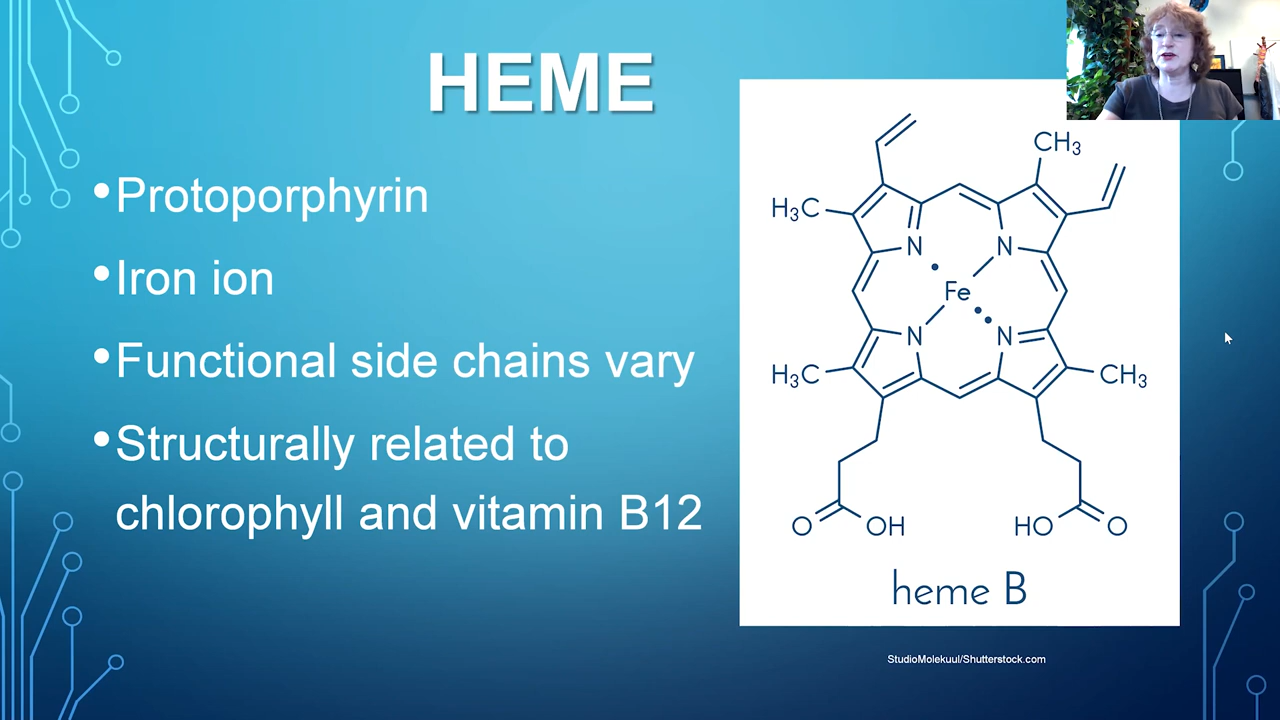 HEME
•Protoporphyrin
•Iron ion
•Functional side chains vary
•Structurally related to
chlorophyll and vitamin B12
CH₃
H₃C
N N
Fe
N N
H₃C CH₃
O OH HO O
heme B
StudioMolekuul/Shutterstock.com